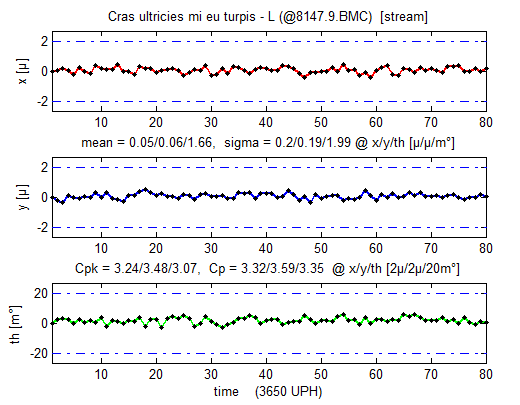 Cras ultricies mi eu turpis - L (@8147.9.BMC) [stream]
2
0
-2
x [µ]
10 20 30 40 50 60 70 80
mean = 0.05/0.06/1.66, sigma = 0.2/0.19/1.99 @ x/y/th [µ/µ/m°]
2
0
-2
y [µ]
10 20 30 40 50 60 70 80
Cpk = 3.24/3.48/3.07, Cp = 3.32/3.59/3.35 @ x/y/th [2µ/2µ/20m°]
20
0
-20
th [m°]
10 20 30 40 50 60 70 80
time (3650 UPH)